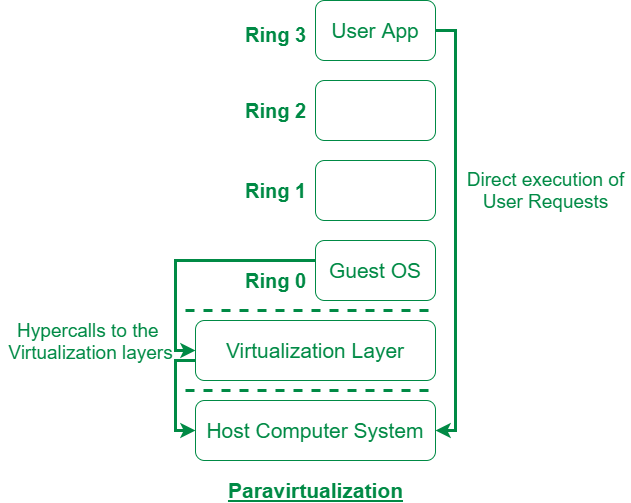 Ring 3
User App
Ring 2
Ring 1
Direct execution of
User Requests
Ring 0
Guest OS
Hypercalls to the
Virtualization layers
Virtualization Layer
Host Computer System
Paravirtualization